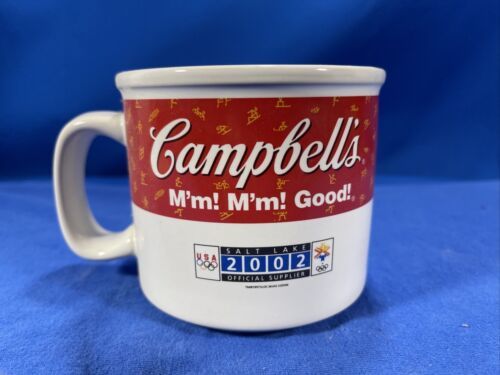 Campbell's®
M'm! M'm! Good!®
USA
SALT LAKE
2002
OFFICIAL SUPPLIER